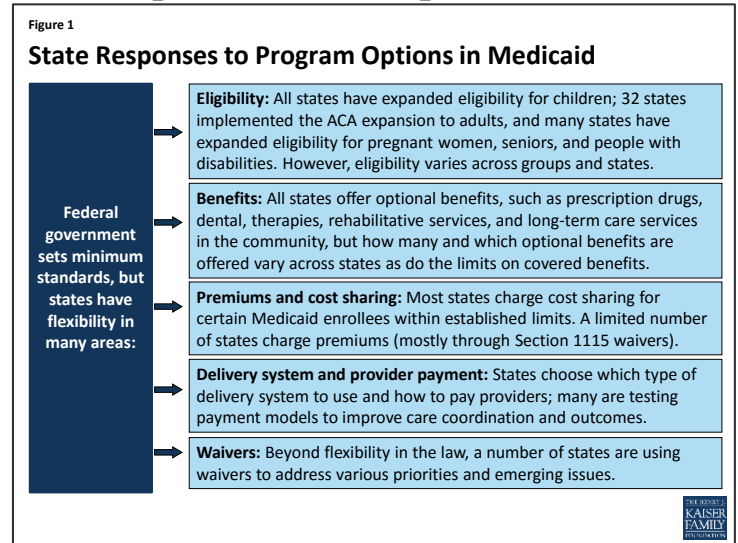 Figure 1
State Responses to Program Options in Medicaid
Federal
government
sets minimum
standards, but
states have
flexibility in
many areas:
Eligibility: All states have expanded eligibility for children; 32 states
implemented the ACA expansion to adults, and many states have
expanded eligibility for pregnant women, seniors, and people with
disabilities. However, eligibility varies across groups and states.
Benefits: All states offer optional benefits, such as prescription drugs,
dental, therapies, rehabilitative services, and long-term care services
in the community, but how many and which optional benefits are
offered vary across states as do the limits on covered benefits.
Premiums and cost sharing: Most states charge cost sharing for
certain Medicaid enrollees within established limits. A limited number
of states charge premiums (mostly through Section 1115 waivers).
Delivery system and provider payment: States choose which type of
delivery system to use and how to pay providers; many are testing
payment models to improve care coordination and outcomes.
Waivers: Beyond flexibility in the law, a number of states are using
waivers to address various priorities and emerging issues.
THE HENRY J.
KAISER
FAMILY
FOUNDATION